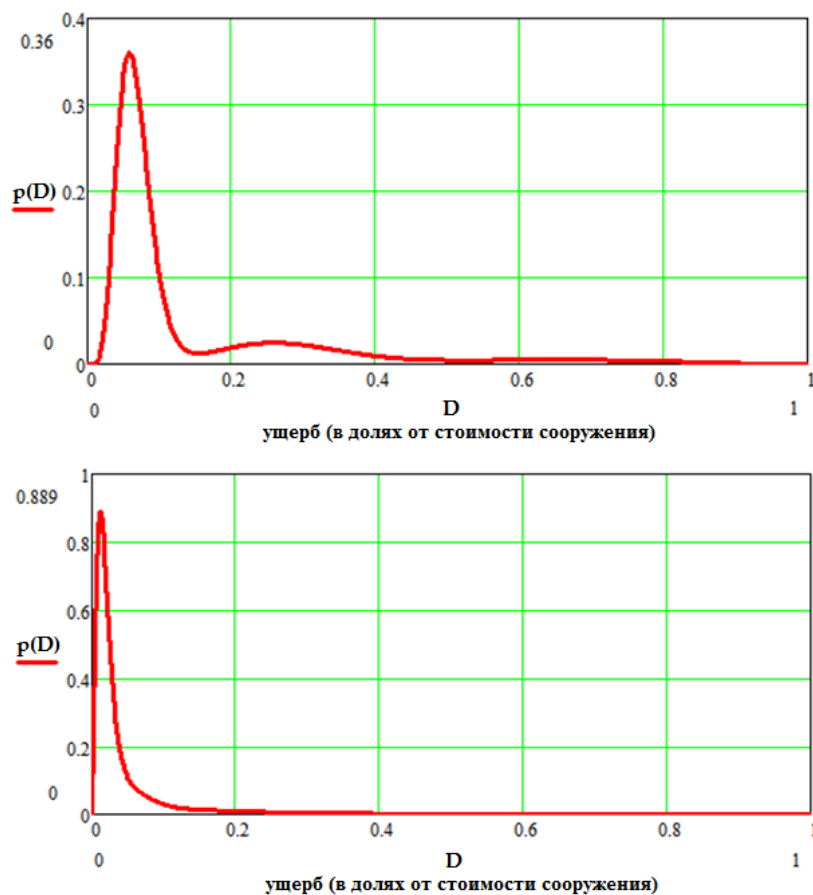 0.4
0.36
0.3
p(D) 0.2
0.1
0
0
0 0.2 0.4 0.6 0.8 1
0 D 1
ущерб (в долях от стоимости сооружения)
1
0.889
0.8
0.6
p(D)
0.4
0.2
0
0
0 0.2 0.4 0.6 0.8 1
0 D 1
ущерб (в долях от стоимости сооружения)